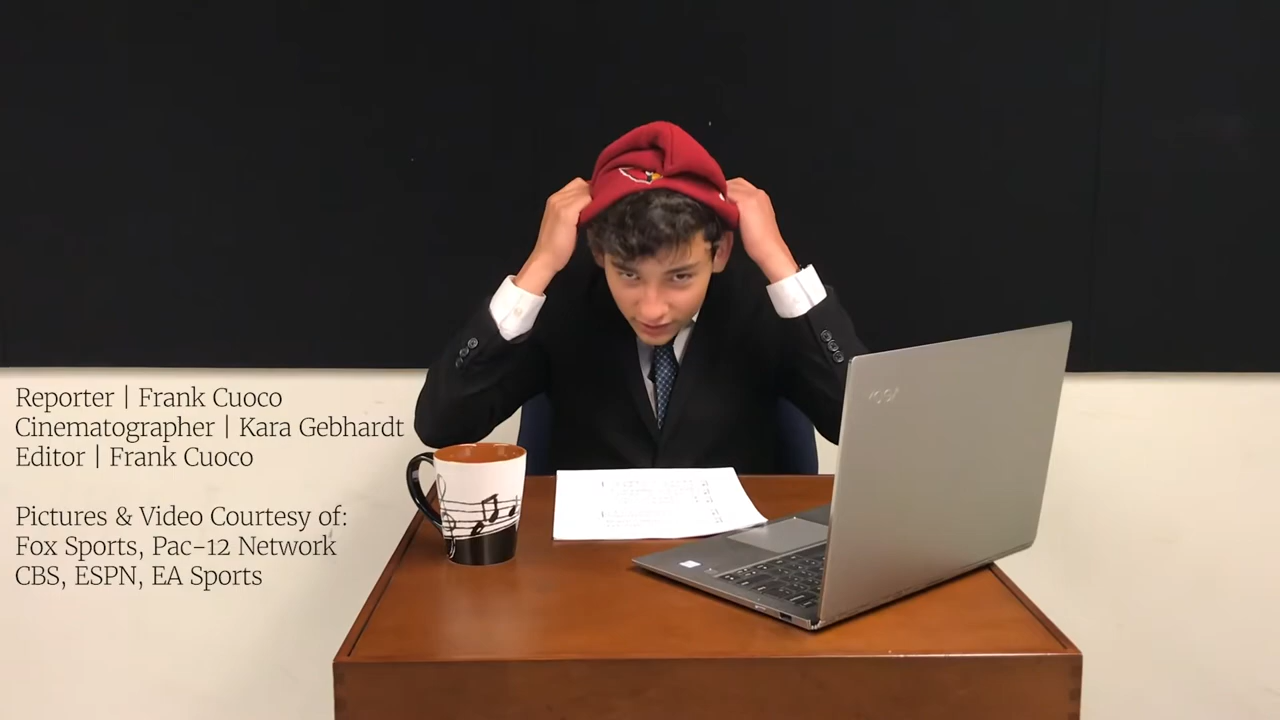 Reporter | Frank Cuoco
Cinematographer | Kara Gebhardt
Editor | Frank Cuoco
Pictures & Video Courtesy of:
Fox Sports, Pac-12 Network
CBS, ESPN, EA Sports
YOGA